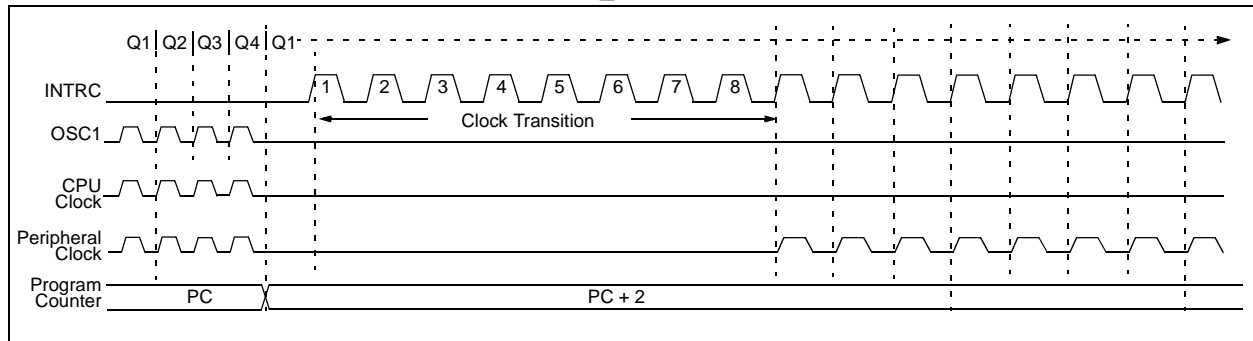 Q1 Q2 Q3 Q4 Q1
INTRC
1 2 3 4 5 6 7 8
Clock Transition
OSC1
CPU
Clock
Peripheral
Clock
Program
Counter
PC
PC + 2